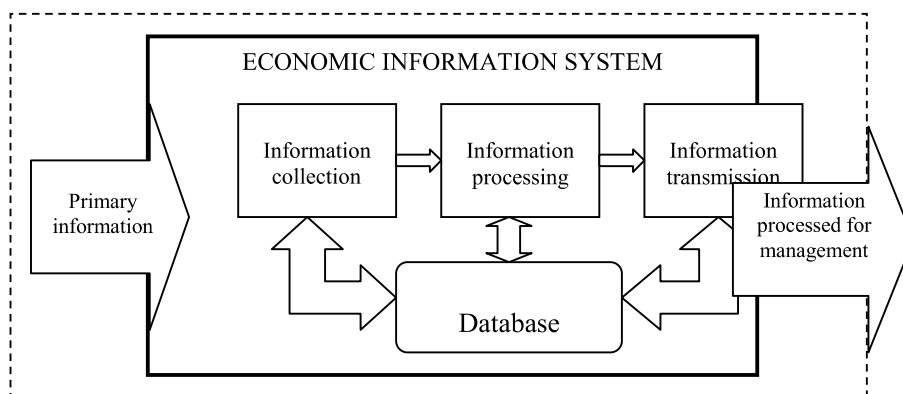 ECONOMIC INFORMATION SYSTEM
Primary
information
Information
collection
Information
processing
Information
transmission
Information
processed for
management
Database